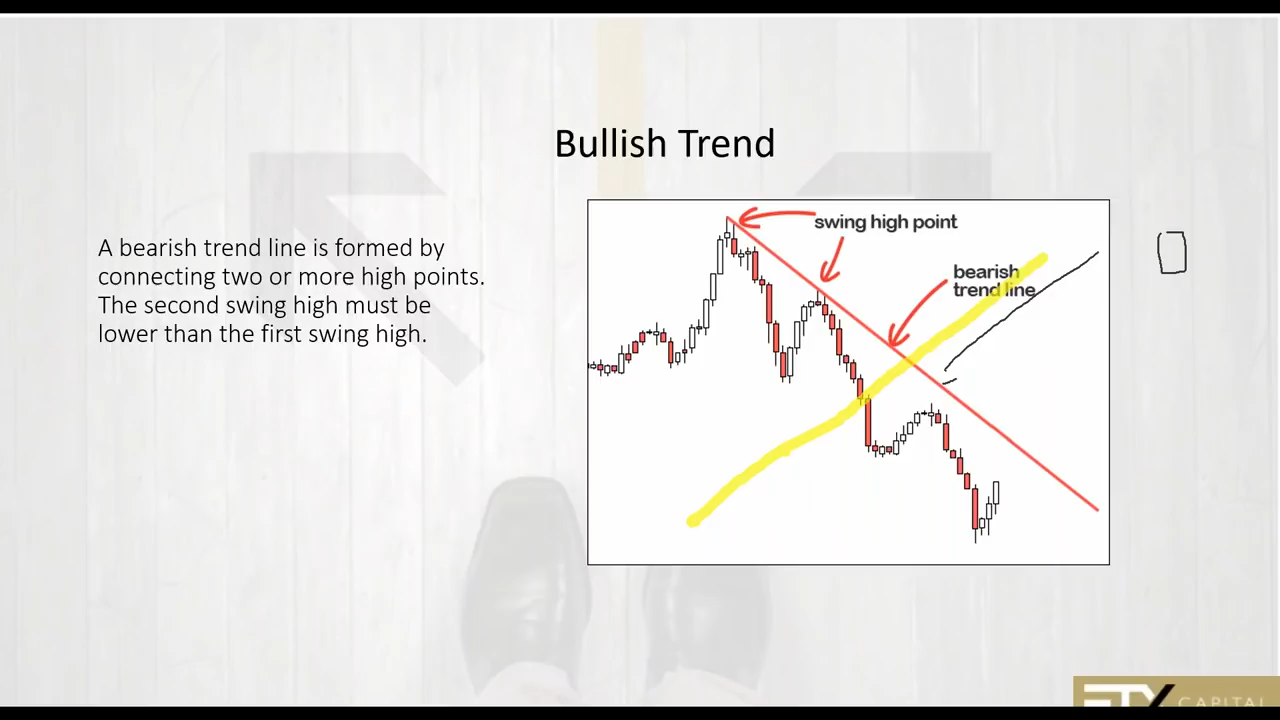 Bullish Trend
A bearish trend line is formed by
connecting two or more high points.
The second swing high must be
lower than the first swing high.
swing high point
bearish
trend line
ETX CAPITAL